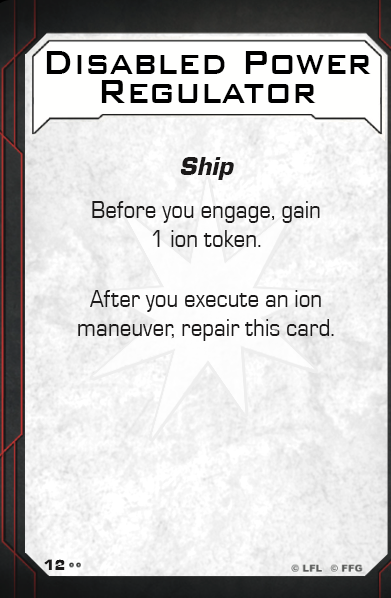 Disabled Power
Regulator
Ship
Before you engage, gain
1 ion token.
After you execute an ion
maneuver, repair this card.
12
© LFL © FFG